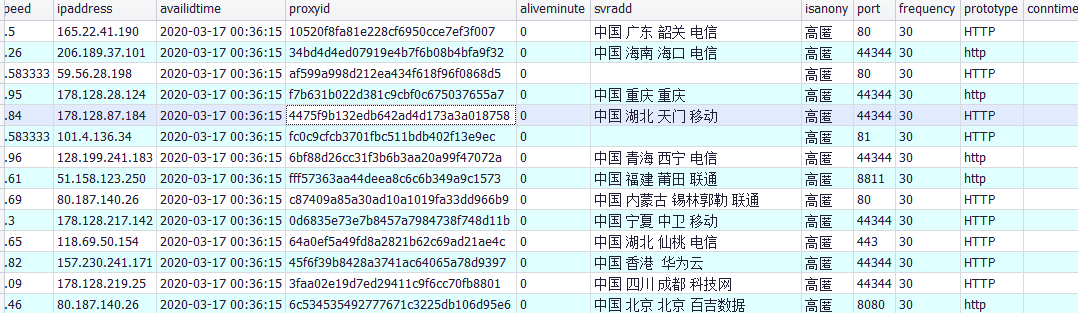 peed ipaddress availidtime proxyid aliveminute svradd isanony port frequency prototype conntime
.5 165.22.41.190 2020-03-17 00:36:15 10520f8fa81e228cf6950cce7ef3f007 0 中国 广东 韶关 电信 高匿 80 30 HTTP
.26 206.189.37.101 2020-03-17 00:36:15 34bd4d4ed07919e4b7f6b08b4bfa9f32 0 中国 海南 海口 电信 高匿 44344 30 http
.583333 59.56.28.198 2020-03-17 00:36:15 af599a998d212ea434f618f96f0868d5 0 高匿 80 30 HTTP
.95 178.128.28.124 2020-03-17 00:36:15 f7b631b022d381c9cbf0c675037655a7 0 中国 重庆 重庆 高匿 44344 30 HTTP
.84 178.128.87.184 2020-03-17 00:36:15 4475f9b132edb642ad4d173a3a018758 0 中国 湖北 天门 移动 高匿 44344 30 HTTP
.583333 101.4.136.34 2020-03-17 00:36:15 fc0c9cfcb3701fbc511bdb402f13e9ec 0 高匿 81 30 HTTP
.96 128.199.241.183 2020-03-17 00:36:15 6bf88d26cc31f3b6b3aa20a99f47072a 0 中国 青海 西宁 电信 高匿 44344 30 http
.61 51.158.123.250 2020-03-17 00:36:15 fff57363aa44deea8c6c6b349a9c1573 0 中国 福建 莆田 联通 高匿 8811 30 http
.69 80.187.140.26 2020-03-17 00:36:15 c87409a85a30ad10a1019fa33dd966b9 0 中国 内蒙古 锡林郭勒 联通 高匿 80 30 HTTP
.3 178.128.217.142 2020-03-17 00:36:15 0d6835e73e7b8457a7984738f748d11b 0 中国 宁夏 中卫 移动 高匿 44344 30 HTTP
.65 118.69.50.154 2020-03-17 00:36:15 64a0ef5a49fd8a2821b62c69ad21ae4c 0 中国 湖北 仙桃 电信 高匿 443 30 HTTP
.82 157.230.241.171 2020-03-17 00:36:15 45f6f39b8428a3741ac64065a78d9397 0 中国 香港 华为云 高匿 44344 30 HTTP
.09 178.128.219.25 2020-03-17 00:36:15 3faa02e19d7ed29411c9f6cc70fb8801 0 中国 四川 成都 科技网 高匿 44344 30 HTTP
.46 80.187.140.26 2020-03-17 00:36:15 6c534535492777671c3225db106d95e6 0 中国 北京 北京 百吉数据 高匿 8080 30 http